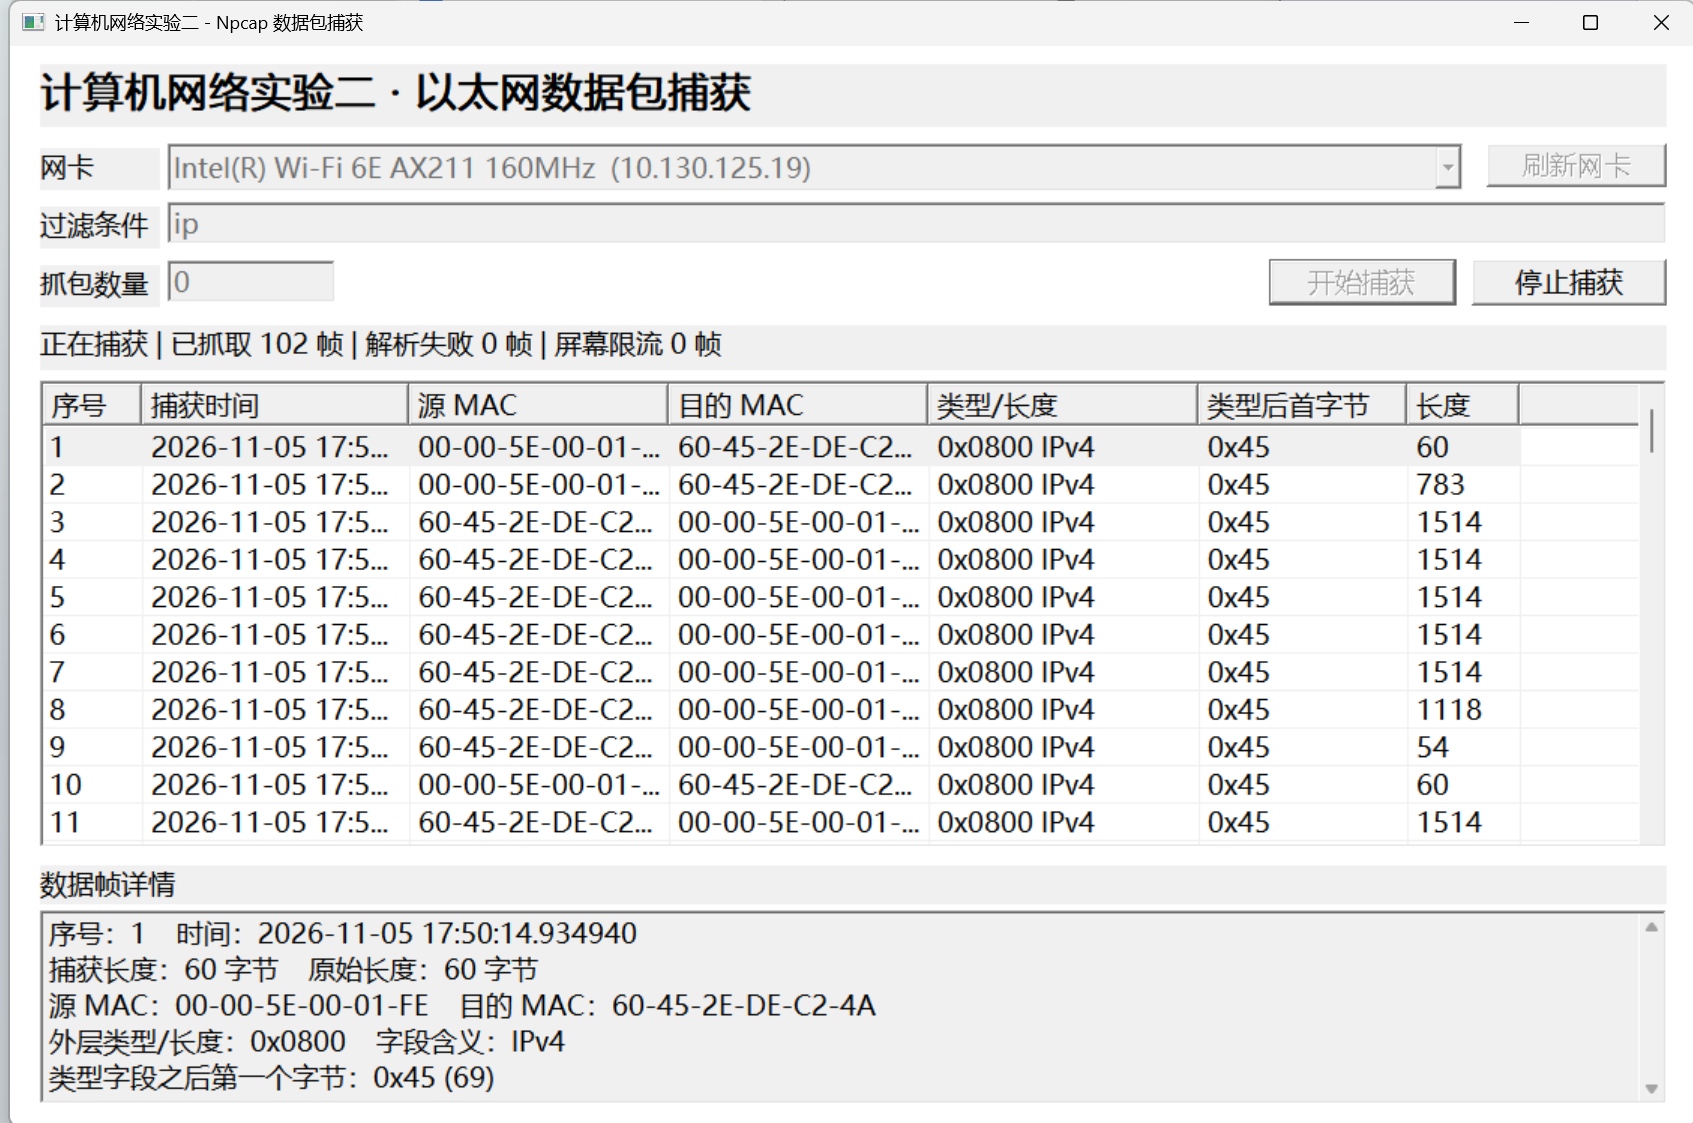 计算机网络实验二 - Npcap 数据包捕获
计算机网络实验二 · 以太网数据包捕获
网卡 Intel(R) Wi-Fi 6E AX211 160MHz (10.130.125.19) 刷新网卡
过滤条件 ip
抓包数量 0 开始捕获 停止捕获
正在捕获 | 已抓取 102 帧 | 解析失败 0 帧 | 屏幕限流 0 帧
序号 捕获时间 源 MAC 目的 MAC 类型/长度 类型后首字节 长度
1 2026-11-05 17:5... 00-00-5E-00-01-... 60-45-2E-DE-C2... 0x0800 IPv4 0x45 60
2 2026-11-05 17:5... 00-00-5E-00-01-... 60-45-2E-DE-C2... 0x0800 IPv4 0x45 783
3 2026-11-05 17:5... 60-45-2E-DE-C2... 00-00-5E-00-01-... 0x0800 IPv4 0x45 1514
4 2026-11-05 17:5... 60-45-2E-DE-C2... 00-00-5E-00-01-... 0x0800 IPv4 0x45 1514
5 2026-11-05 17:5... 60-45-2E-DE-C2... 00-00-5E-00-01-... 0x0800 IPv4 0x45 1514
6 2026-11-05 17:5... 60-45-2E-DE-C2... 00-00-5E-00-01-... 0x0800 IPv4 0x45 1514
7 2026-11-05 17:5... 60-45-2E-DE-C2... 00-00-5E-00-01-... 0x0800 IPv4 0x45 1514
8 2026-11-05 17:5... 60-45-2E-DE-C2... 00-00-5E-00-01-... 0x0800 IPv4 0x45 1118
9 2026-11-05 17:5... 60-45-2E-DE-C2... 00-00-5E-00-01-... 0x0800 IPv4 0x45 54
10 2026-11-05 17:5... 00-00-5E-00-01-... 60-45-2E-DE-C2... 0x0800 IPv4 0x45 60
11 2026-11-05 17:5... 60-45-2E-DE-C2... 00-00-5E-00-01-... 0x0800 IPv4 0x45 1514
数据帧详情
序号：1 时间：2026-11-05 17:50:14.934940
捕获长度：60 字节 原始长度：60 字节
源 MAC：00-00-5E-00-01-FE 目的 MAC：60-45-2E-DE-C2-4A
外层类型/长度：0x0800 字段含义：IPv4
类型字段之后第一个字节：0x45 (69)